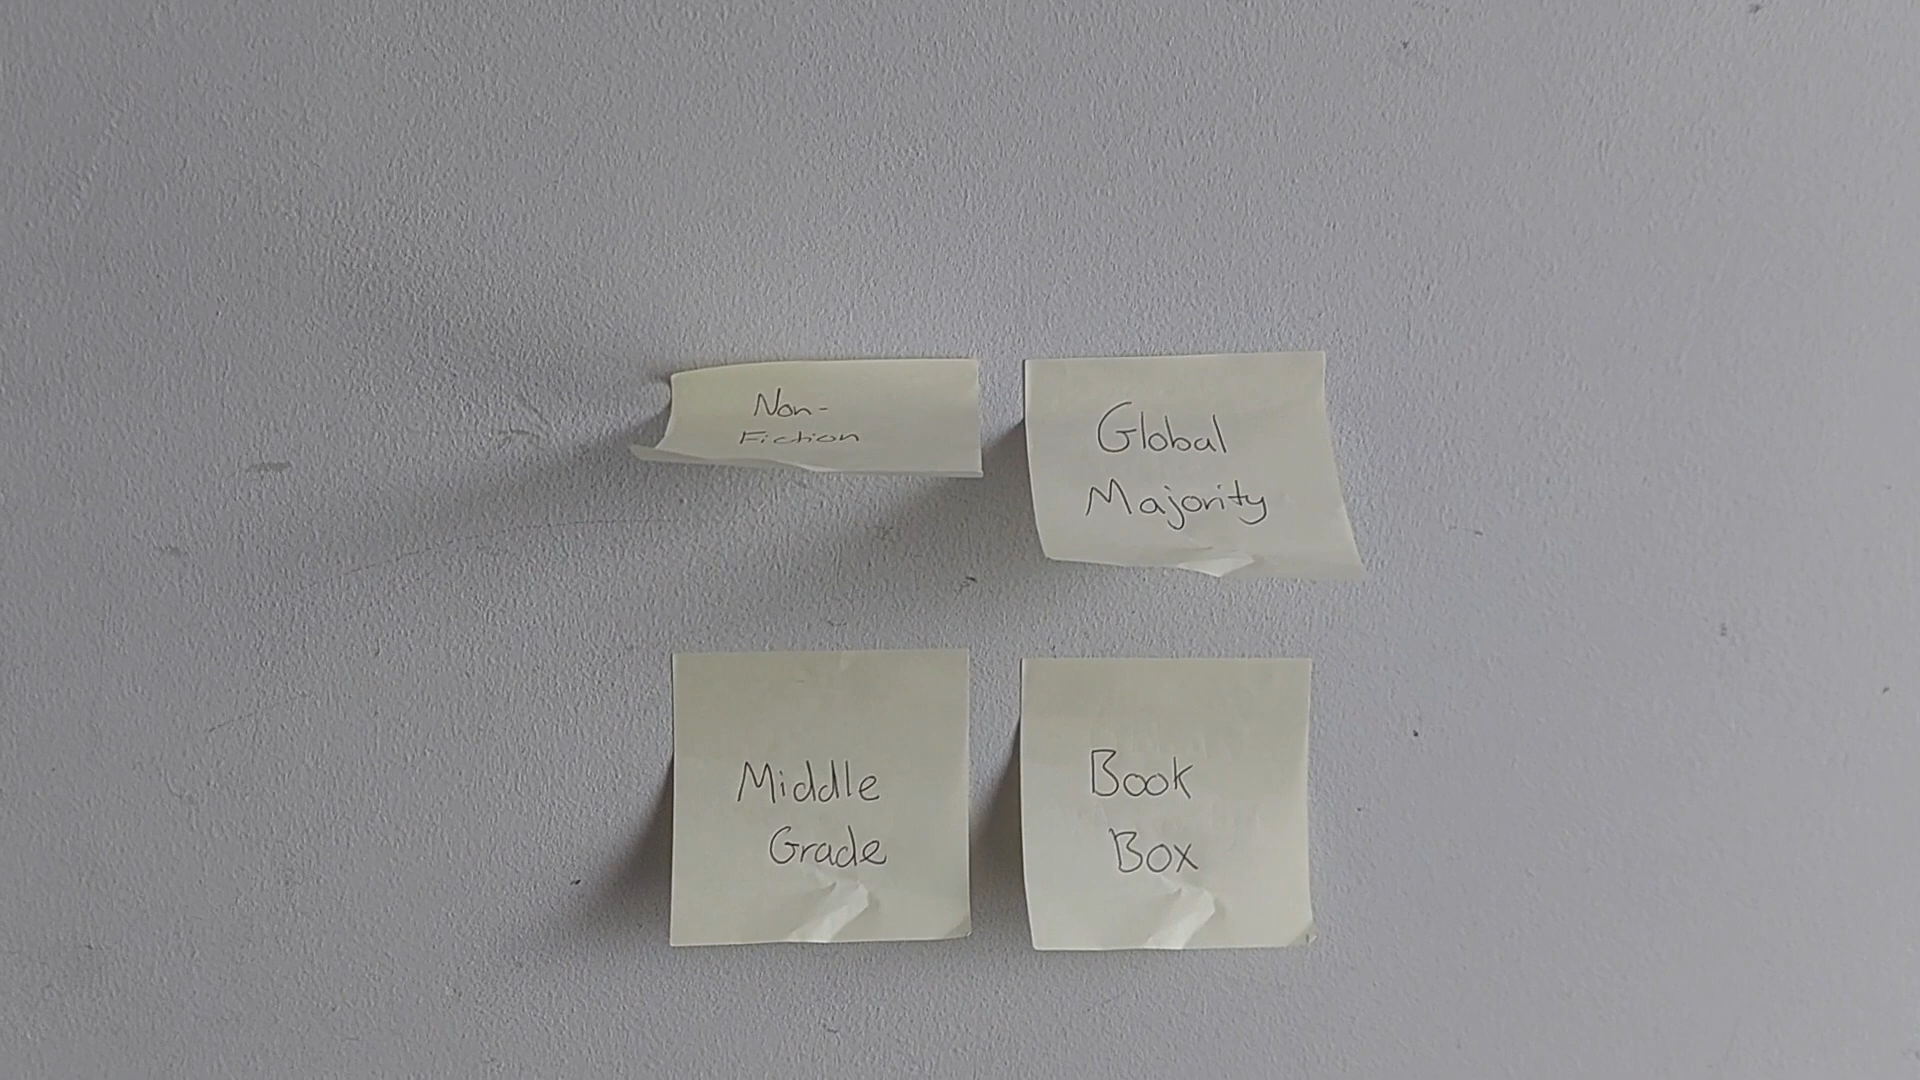 Non-
Fiction
Global
Majority
Middle
Grade
Book
Box